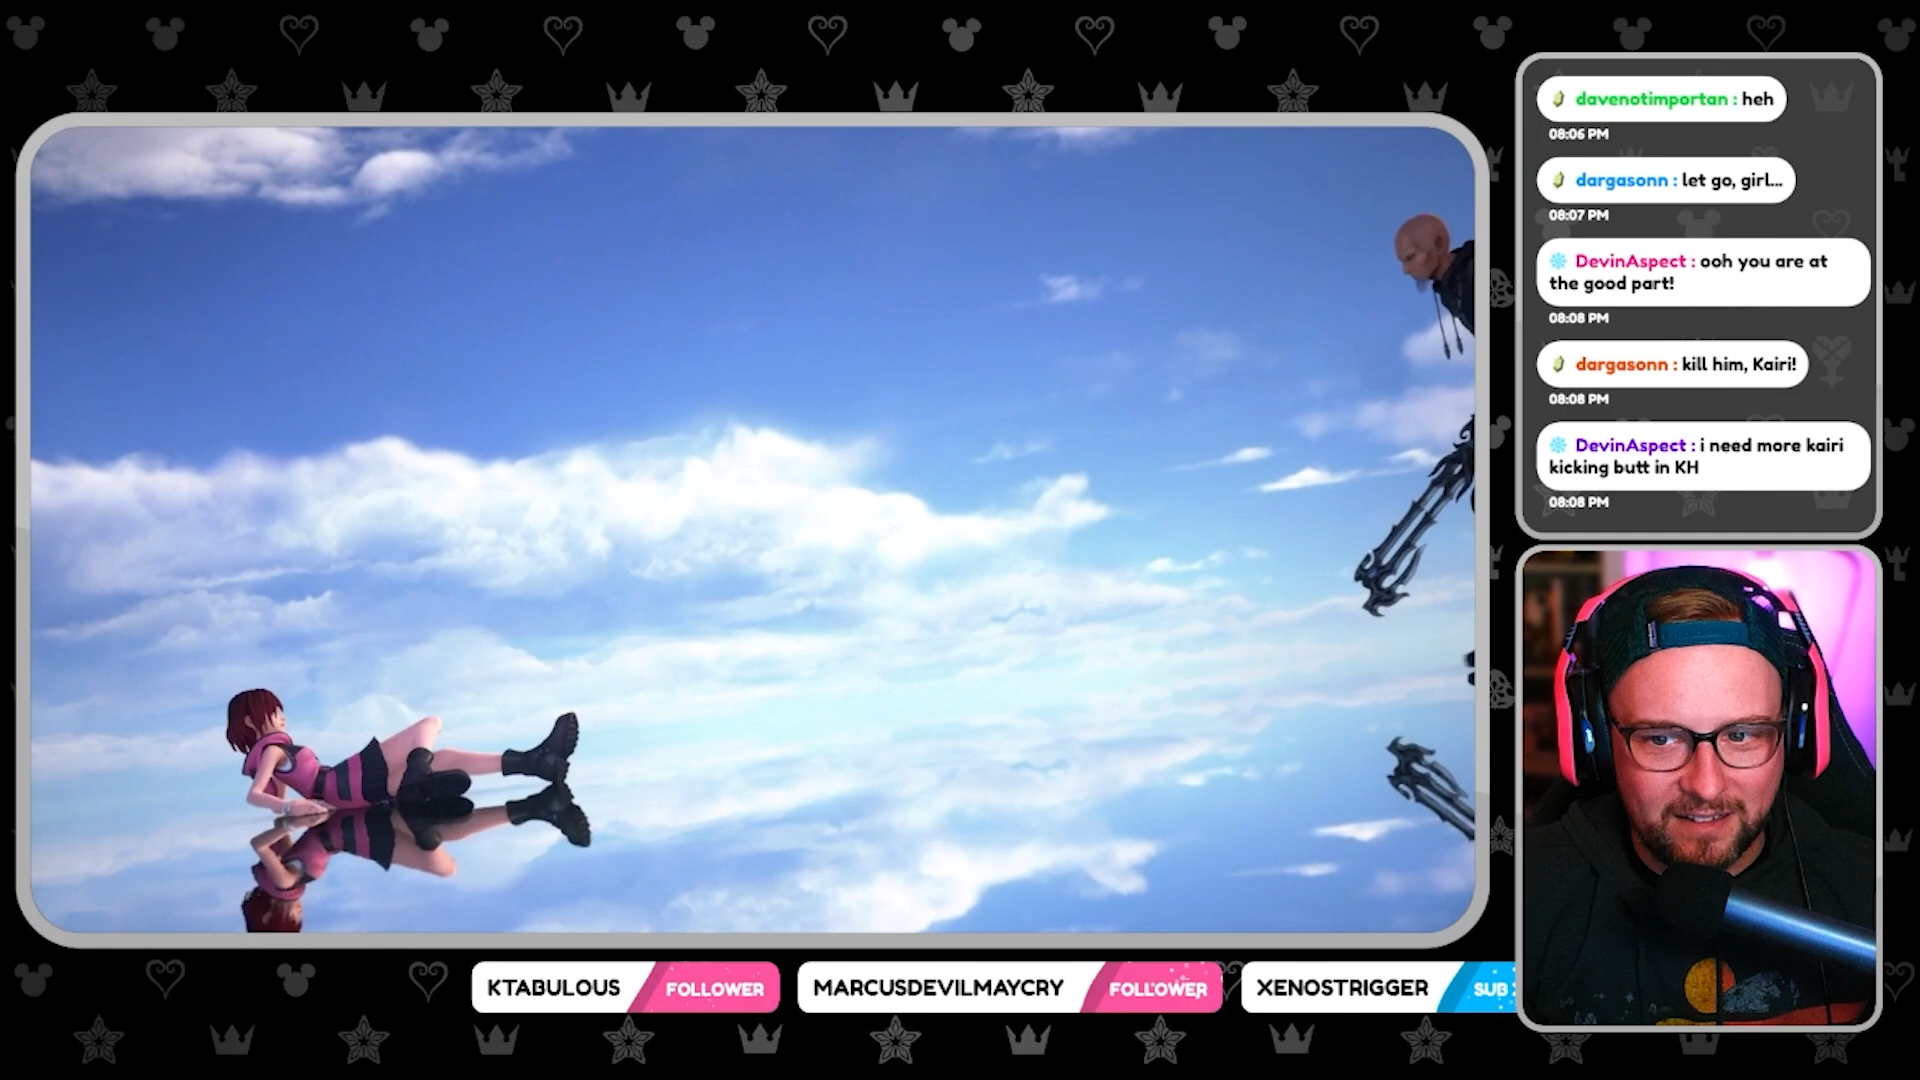 davenotimportan : heh
08:06 PM
dargasonn : let go, girl...
08:07 PM
DevinAspect : ooh you are at
the good part!
08:08 PM
dargasonn : kill him, Kairi!
08:08 PM
DevinAspect : i need more kairi
kicking butt in KH
08:08 PM
KTABULOUS FOLLOWER MARCUSDEVILMAYCRY FOLLOWER XENOSTRIGGER SUB